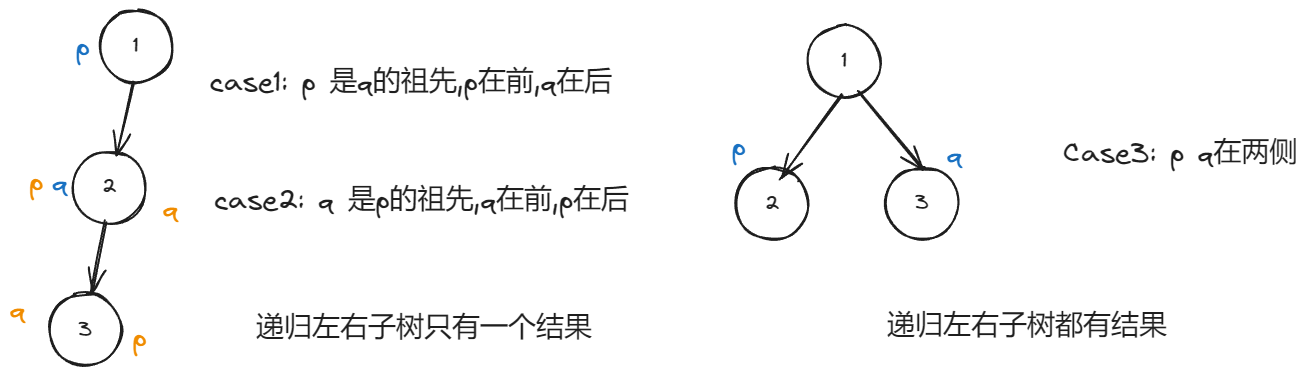 1
p
case1: p 是q的祖先,p在前,q在后
2
p q
q
case2: q 是p的祖先,q在前,p在后
3
q
p
递归左右子树只有一个结果
1
p
q
Case3: p q在两侧
2
3
递归左右子树都有结果